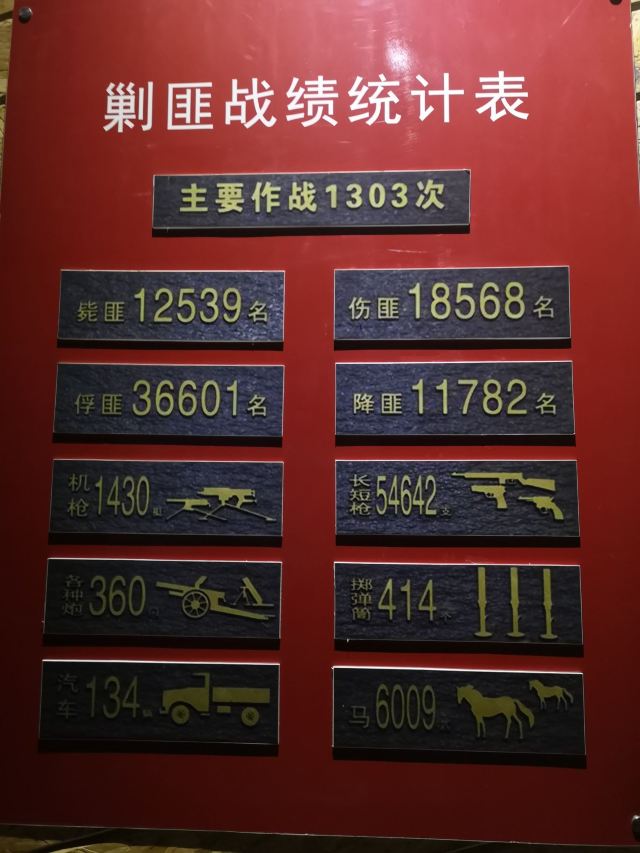 剿匪战绩统计表
主要作战1303次
毙匪12539名
伤匪18568名
俘匪36601名
降匪11782名
机枪1430挺
长短枪54642支
各种炮360门
掷弹筒414个
汽车134辆
马6009